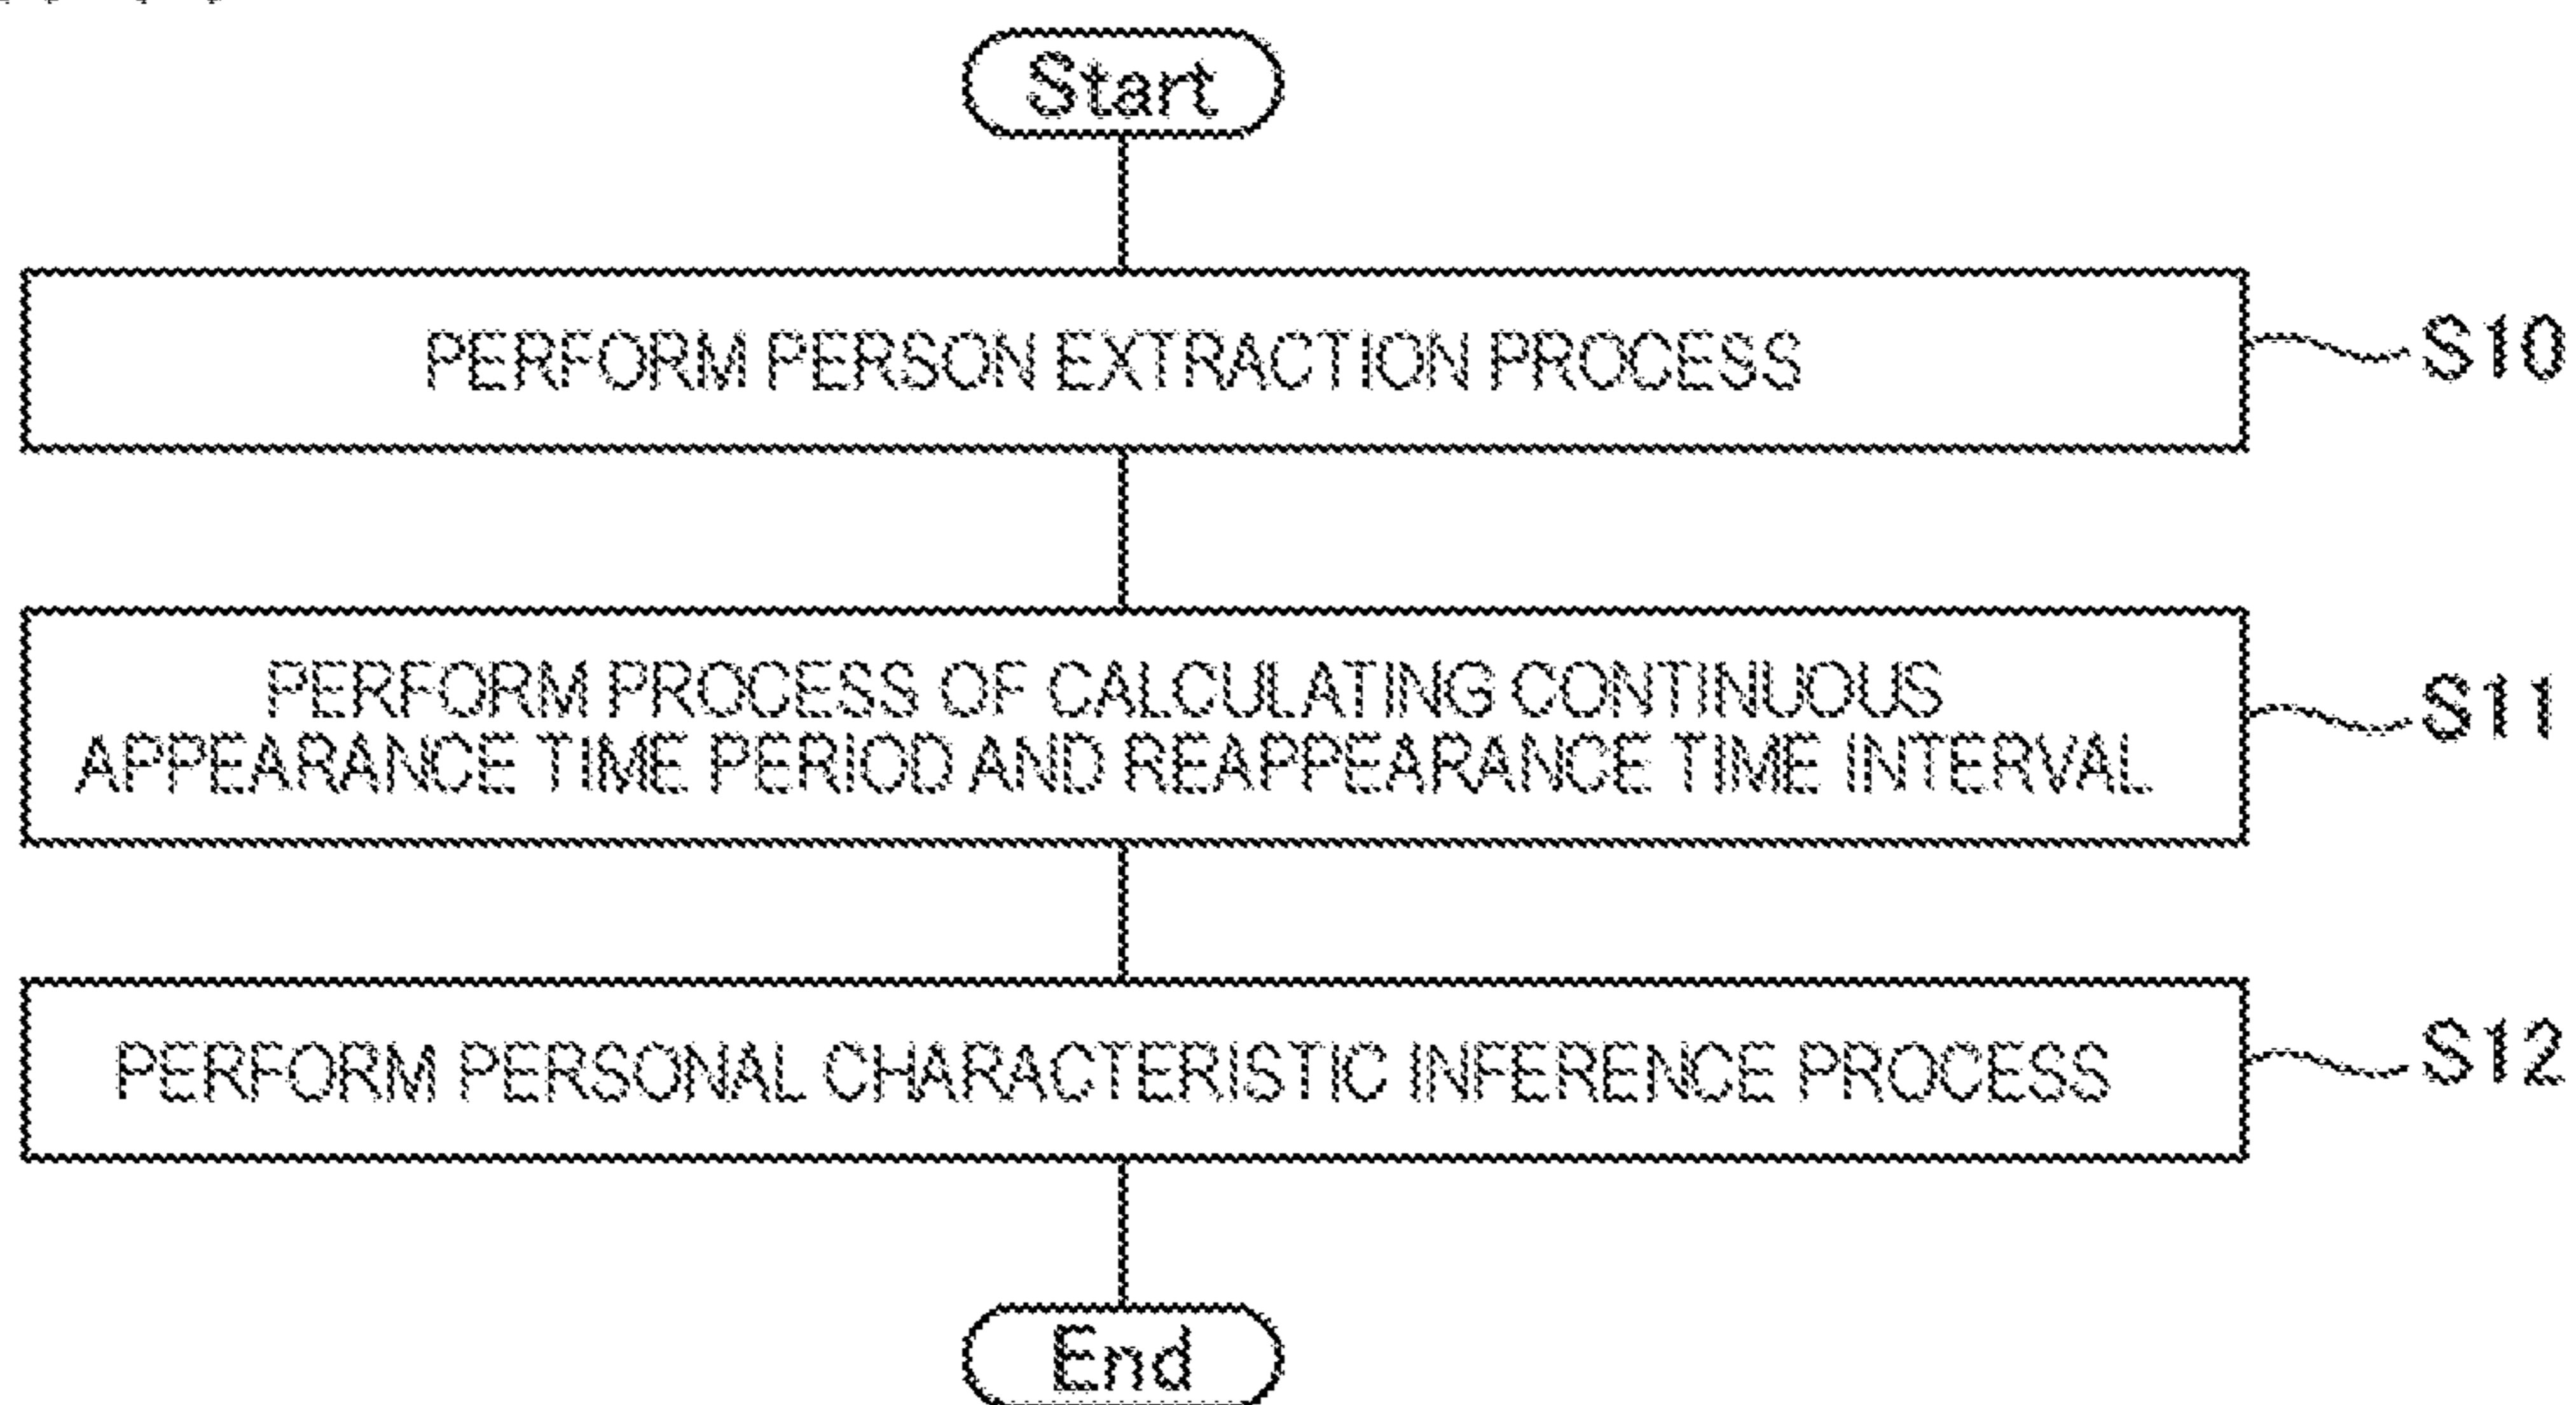 Start
PERFORM PERSON EXTRACTION PROCESS
S10
PERFORM PROCESS OF CALCULATING CONTINUOUS
APPEARANCE TIME PERIOD AND REAPPEARANCE TIME INTERVAL
S11
PERFORM PERSONAL CHARACTERISTIC INFERENCE PROCESS
S12
End